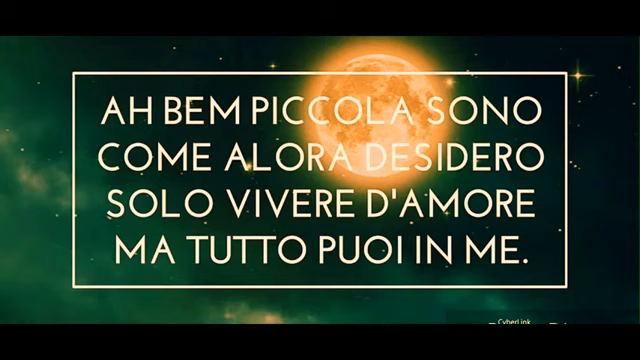 AH BEM PICCOLA SONO
COME ALORA DESIDERO
SOLO VIVERE D'AMORE
MA TUTTO PUOI IN ME.
CyberLink